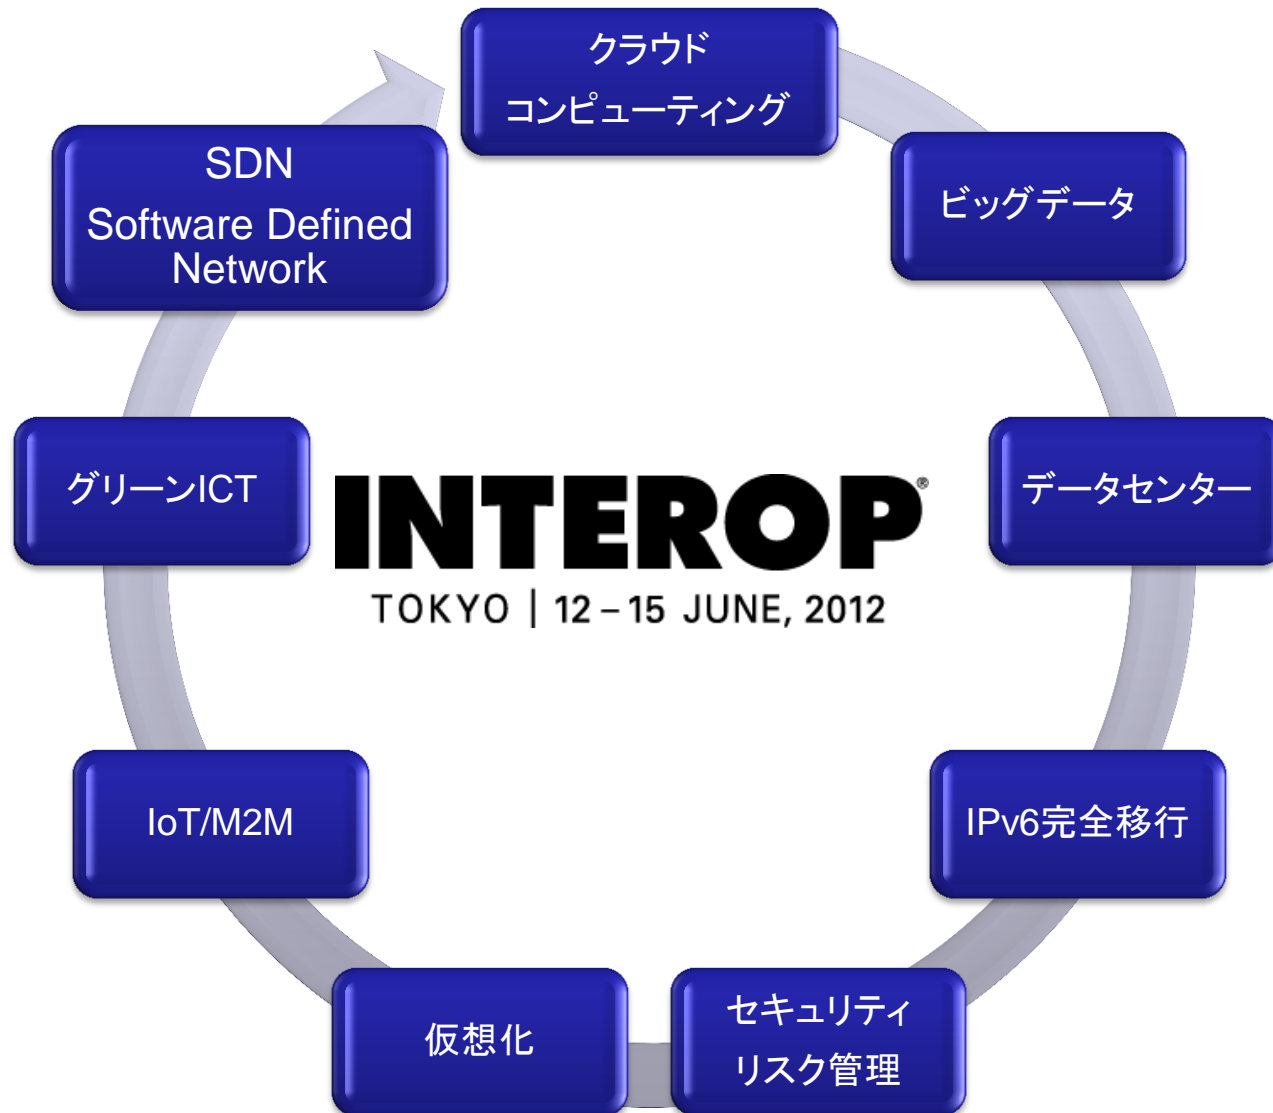 クラウド
コンピューティング
ビッグデータ
データセンター
IPv6完全移行
セキュリティ
リスク管理
仮想化
IoT/M2M
グリーンICT
SDN
Software Defined
Network
INTEROP®
TOKYO | 12 – 15 JUNE, 2012